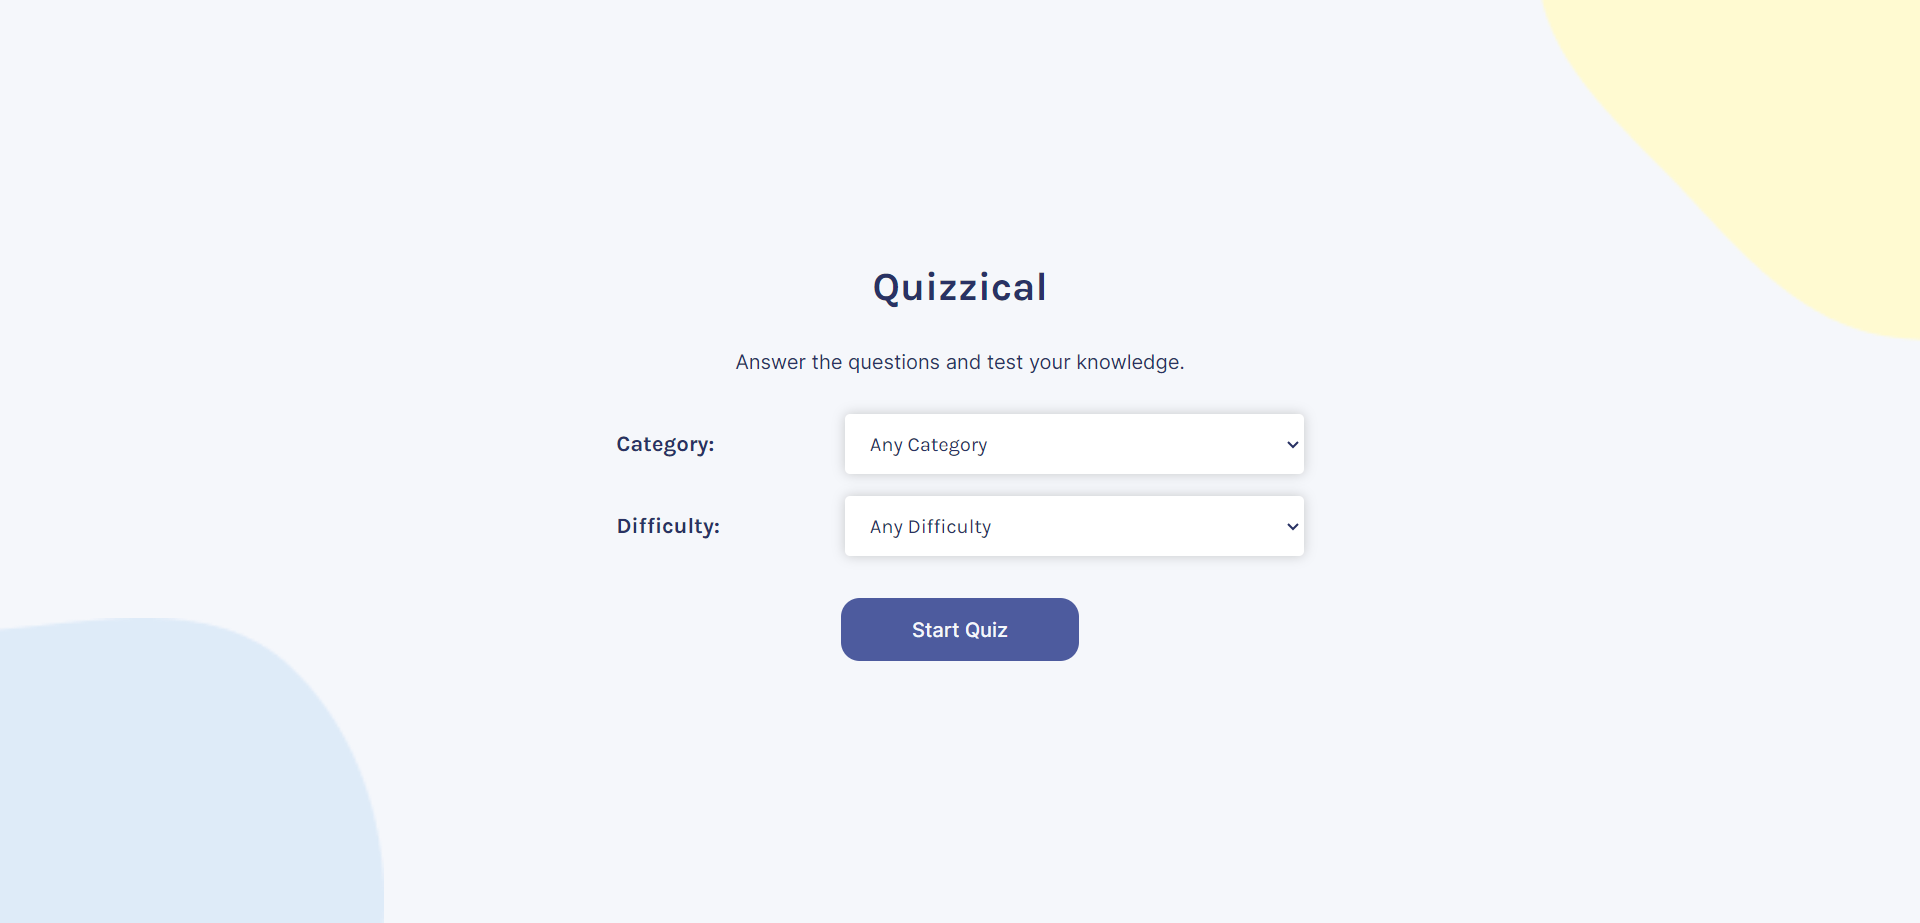 Quizzical
Answer the questions and test your knowledge.
Category: Any Category
Difficulty: Any Difficulty
Start Quiz